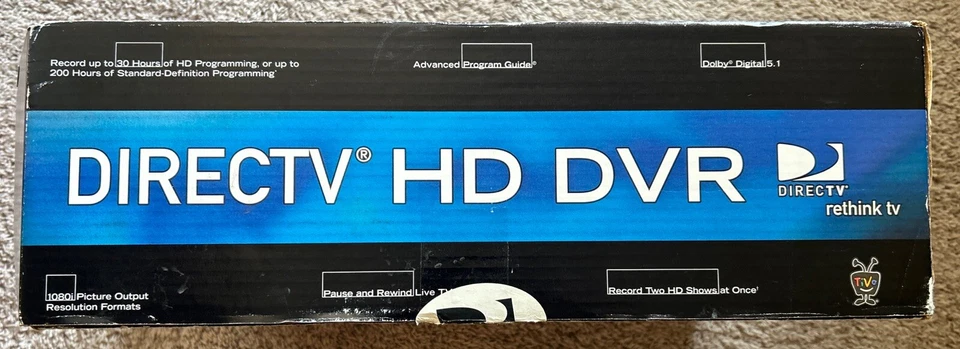 Record up to 30 Hours of HD Programming, or up to
200 Hours of Standard-Definition Programming*
Advanced Program Guide®
Dolby® Digital 5.1
DIRECTV® HD DVR
DIRECTV
rethink tv
1080i Picture Output
Resolution Formats
Pause and Rewind Live
Record Two HD Shows at Once†
TiVo